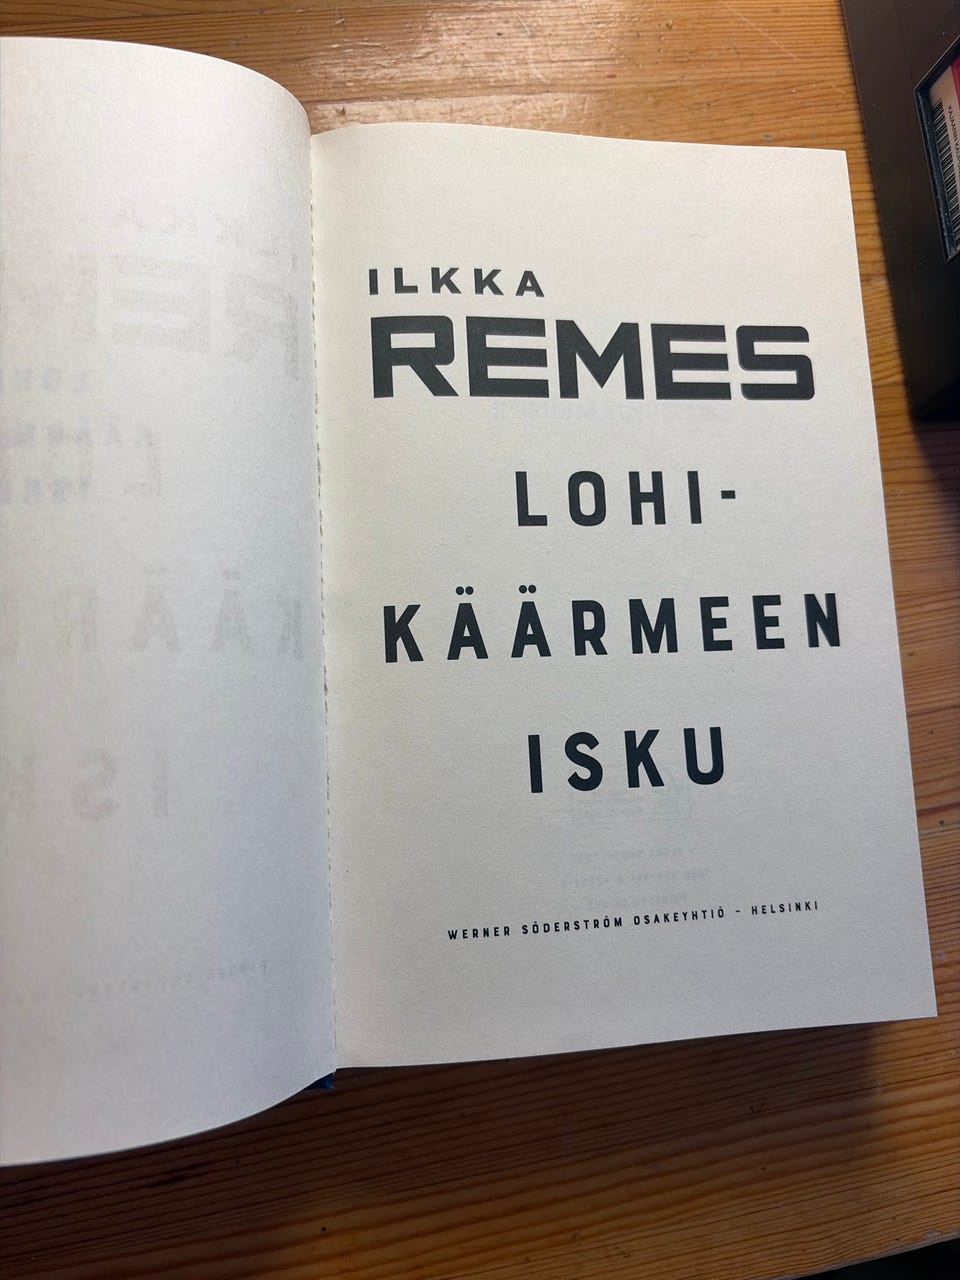 ILKKA
REMES
LOHI-
KÄÄRMEEN
ISKU
WERNER SÖDERSTRÖM OSAKEYHTIÖ - HELSINKI